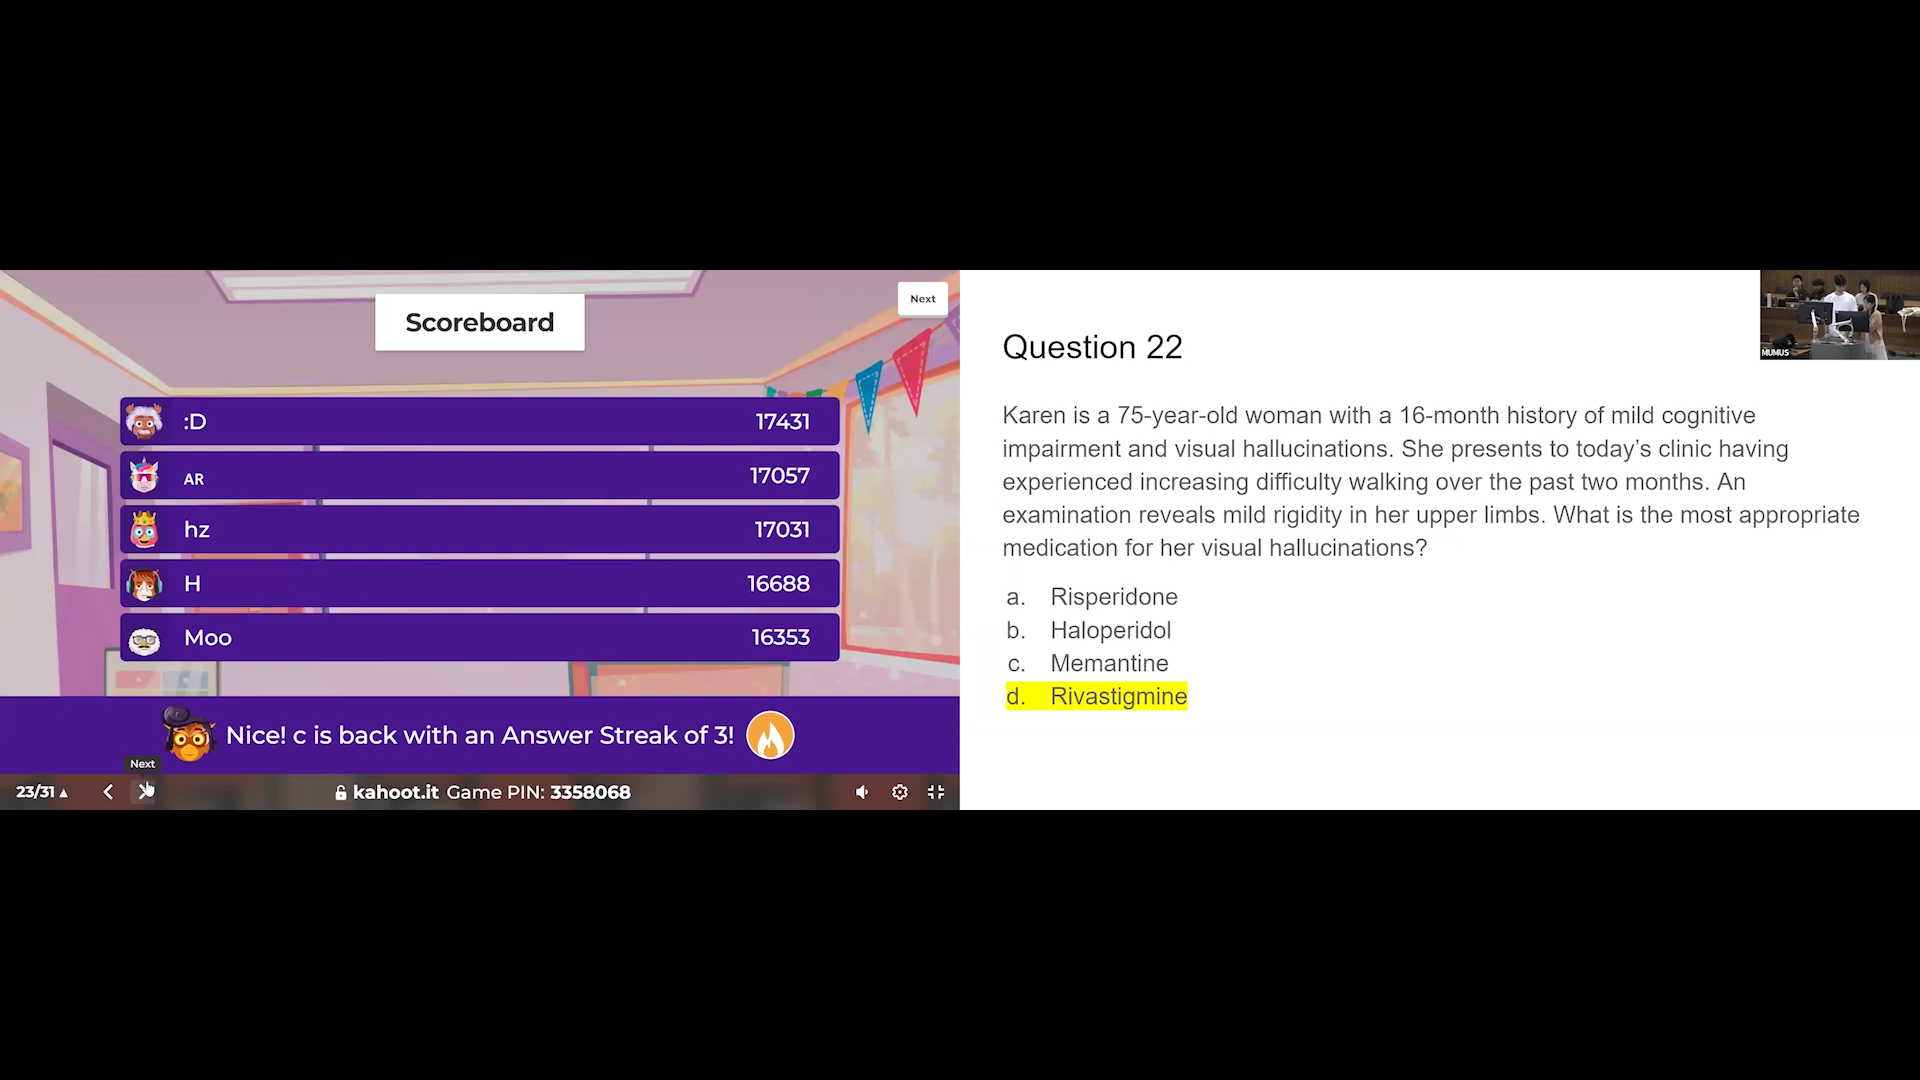 Scoreboard
Next
:D 17431
AR 17057
hz 17031
H 16688
Moo 16353
Nice! c is back with an Answer Streak of 3!
Next
23/31 kahoot.it Game PIN: 3358068
Question 22
Karen is a 75-year-old woman with a 16-month history of mild cognitive
impairment and visual hallucinations. She presents to today's clinic having
experienced increasing difficulty walking over the past two months. An
examination reveals mild rigidity in her upper limbs. What is the most appropriate
medication for her visual hallucinations?
a. Risperidone
b. Haloperidol
c. Memantine
d. Rivastigmine
MUMUS